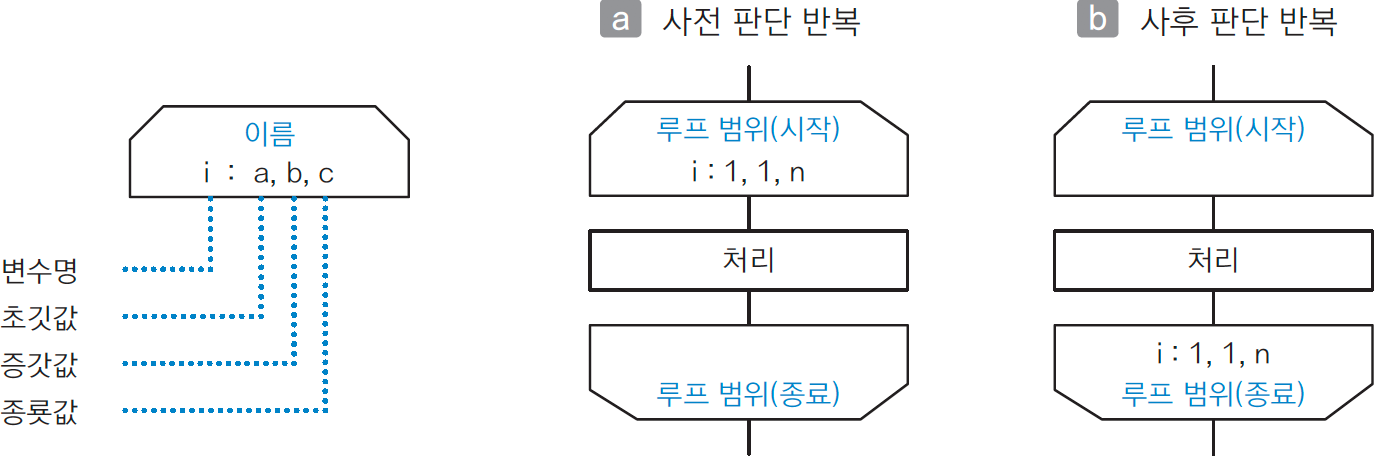 이름
i : a, b, c
변수명
초깃값
증갓값
종룟값
a 사전 판단 반복
루프 범위(시작)
i : 1, 1, n
처리
루프 범위(종료)
b 사후 판단 반복
루프 범위(시작)
처리
i : 1, 1, n
루프 범위(종료)